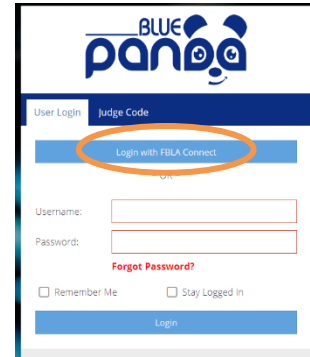 BLUE
panda
User Login Judge Code
Login with FBLA Connect
OR
Username:
Password:
Forgot Password?
Remember Me Stay Logged In
Login